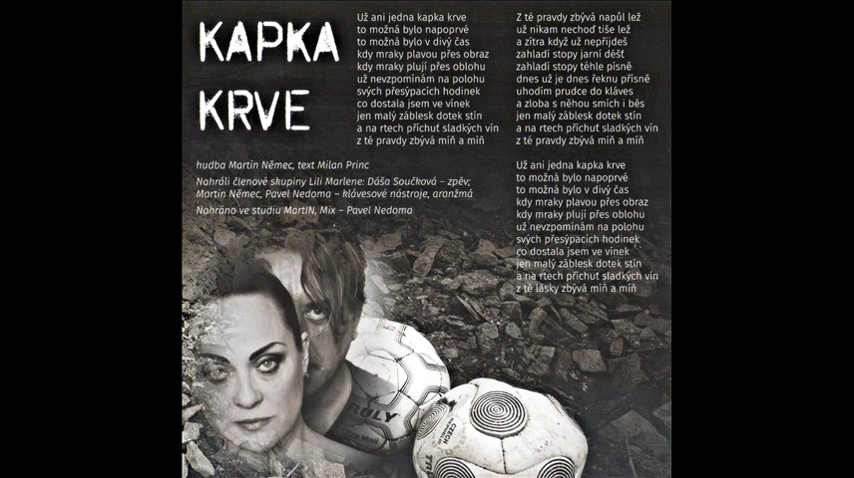 KAPKA
KRVE
Už ani jedna kapka krve
to možná bylo napoprvé
to možná bylo v divý čas
kdy mraky plavou přes obraz
kdy mraky plují přes oblohu
už nevzpomínám na polohu
svých přesýpacích hodinek
co dostala jsem ve vínek
jen malý záblesk dotek stín
a na rtech příchuť sladkých vín
z té pravdy zbývá míň a míň
Z té pravdy zbývá napůl lež
už nikam nechoď tiše lež
a zítra když už nepřijdeš
zahladí stopy jarní déšť
zahladí stopy téhle písně
dnes už je dnes řeknu přísně
uhodím prudce do kláves
a zloba s něhou smích i běs
jen malý záblesk dotek stín
a na rtech příchuť sladkých vín
z té pravdy zbývá míň a míň
Už ani jedna kapka krve
to možná bylo napoprvé
to možná bylo v divý čas
kdy mraky plavou přes obraz
kdy mraky plují přes oblohu
už nevzpomínám na polohu
svých přesýpacích hodinek
co dostala jsem ve vínek
jen malý záblesk dotek stín
a na rtech příchuť sladkých vín
z té lásky zbývá míň a míň
hudba Martin Němec, text Milan Princ
Nahráli členové skupiny Lili Marlene: Dáša Součková – zpěv;
Martin Němec, Pavel Nedoma – klávesové nástroje, aranžmá
Nahráno ve studiu MartIN, Mix – Pavel Nedoma
CZECH
REPUBLIC